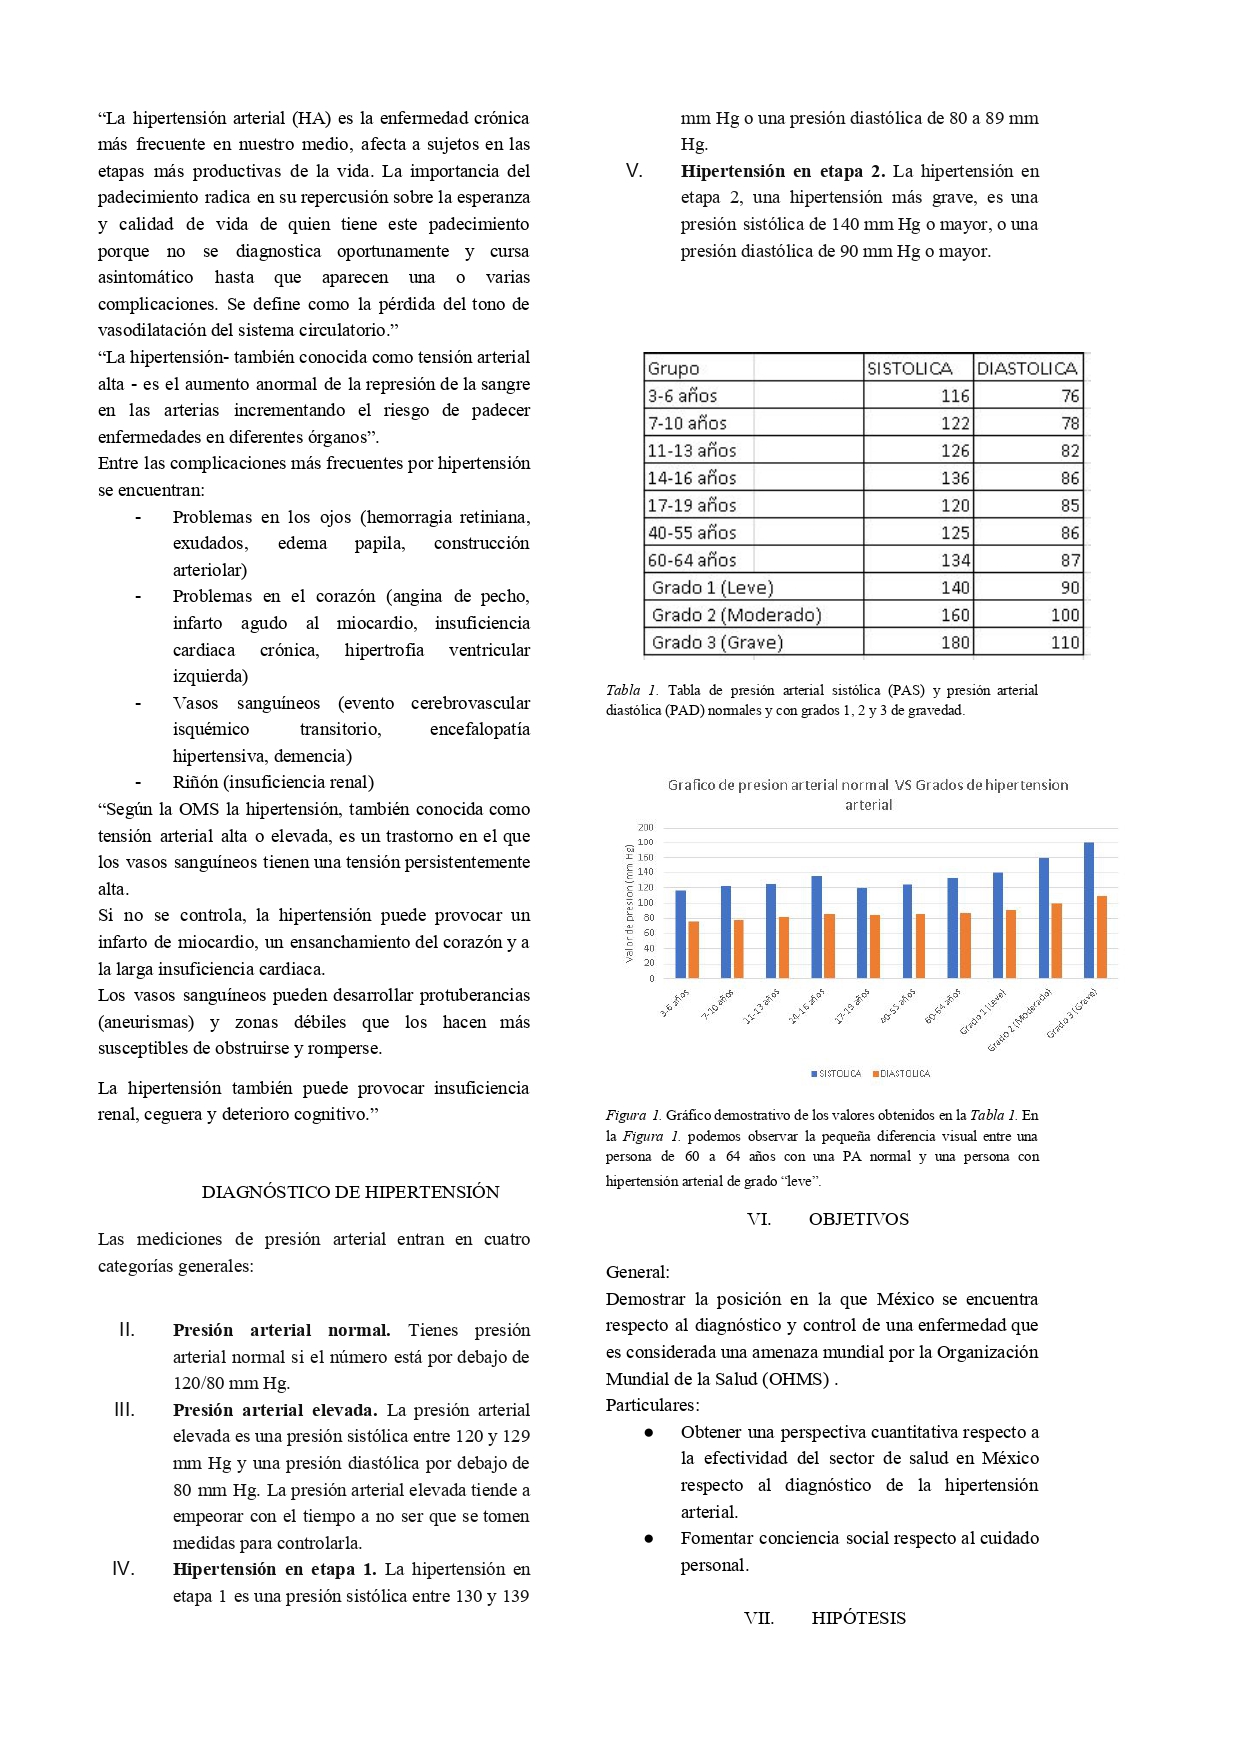 “La hipertensión arterial (HA) es la enfermedad crónica
más frecuente en nuestro medio, afecta a sujetos en las
etapas más productivas de la vida. La importancia del
padecimiento radica en su repercusión sobre la esperanza
y calidad de vida de quien tiene este padecimiento
porque no se diagnostica oportunamente y cursa
asintomático hasta que aparecen una o varias
complicaciones. Se define como la pérdida del tono de
vasodilatación del sistema circulatorio.”
“La hipertensión- también conocida como tensión arterial
alta - es el aumento anormal de la represión de la sangre
en las arterias incrementando el riesgo de padecer
enfermedades en diferentes órganos”.
Entre las complicaciones más frecuentes por hipertensión
se encuentran:
- Problemas en los ojos (hemorragia retiniana,
exudados, edema papila, construcción
arteriolar)
- Problemas en el corazón (angina de pecho,
infarto agudo al miocardio, insuficiencia
cardiaca crónica, hipertrofia ventricular
izquierda)
- Vasos sanguíneos (evento cerebrovascular
isquémico transitorio, encefalopatía
hipertensiva, demencia)
- Riñón (insuficiencia renal)
“Según la OMS la hipertensión, también conocida como
tensión arterial alta o elevada, es un trastorno en el que
los vasos sanguíneos tienen una tensión persistentemente
alta.
Si no se controla, la hipertensión puede provocar un
infarto de miocardio, un ensanchamiento del corazón y a
la larga insuficiencia cardiaca.
Los vasos sanguíneos pueden desarrollar protuberancias
(aneurismas) y zonas débiles que los hacen más
susceptibles de obstruirse y romperse.
La hipertensión también puede provocar insuficiencia
renal, ceguera y deterioro cognitivo.”
DIAGNÓSTICO DE HIPERTENSIÓN
Las mediciones de presión arterial entran en cuatro
categorías generales:
II. Presión arterial normal. Tienes presión
arterial normal si el número está por debajo de
120/80 mm Hg.
III. Presión arterial elevada. La presión arterial
elevada es una presión sistólica entre 120 y 129
mm Hg y una presión diastólica por debajo de
80 mm Hg. La presión arterial elevada tiende a
empeorar con el tiempo a no ser que se tomen
medidas para controlarla.
IV. Hipertensión en etapa 1. La hipertensión en
etapa 1 es una presión sistólica entre 130 y 139
mm Hg o una presión diastólica de 80 a 89 mm
Hg.
V. Hipertensión en etapa 2. La hipertensión en
etapa 2, una hipertensión más grave, es una
presión sistólica de 140 mm Hg o mayor, o una
presión diastólica de 90 mm Hg o mayor.
Grupo SISTOLICA DIASTOLICA
3-6 años 116 76
7-10 años 122 78
11-13 años 126 82
14-16 años 136 86
17-19 años 120 85
40-55 años 125 86
60-64 años 134 87
Grado 1 (Leve) 140 90
Grado 2 (Moderado) 160 100
Grado 3 (Grave) 180 110
Tabla 1. Tabla de presión arterial sistólica (PAS) y presión arterial
diastólica (PAD) normales y con grados 1, 2 y 3 de gravedad.
Grafico de presion arterial normal VS Grados de hipertension
arterial
Valor de presion (mm Hg)
200
180
160
140
120
100
80
60
40
20
0
3-6 años
7-10 años
11-13 años
14-16 años
17-19 años
40-55 años
60-64 años
Grado 1 (Leve)
Grado 2 (Moderado)
Grado 3 (Grave)
SISTOLICA DIASTOLICA
Figura 1. Gráfico demostrativo de los valores obtenidos en la Tabla 1. En
la Figura 1. podemos observar la pequeña diferencia visual entre una
persona de 60 a 64 años con una PA normal y una persona con
hipertensión arterial de grado “leve”.
VI. OBJETIVOS
General:
Demostrar la posición en la que México se encuentra
respecto al diagnóstico y control de una enfermedad que
es considerada una amenaza mundial por la Organización
Mundial de la Salud (OHMS) .
Particulares:
● Obtener una perspectiva cuantitativa respecto a
la efectividad del sector de salud en México
respecto al diagnóstico de la hipertensión
arterial.
● Fomentar conciencia social respecto al cuidado
personal.
VII. HIPÓTESIS